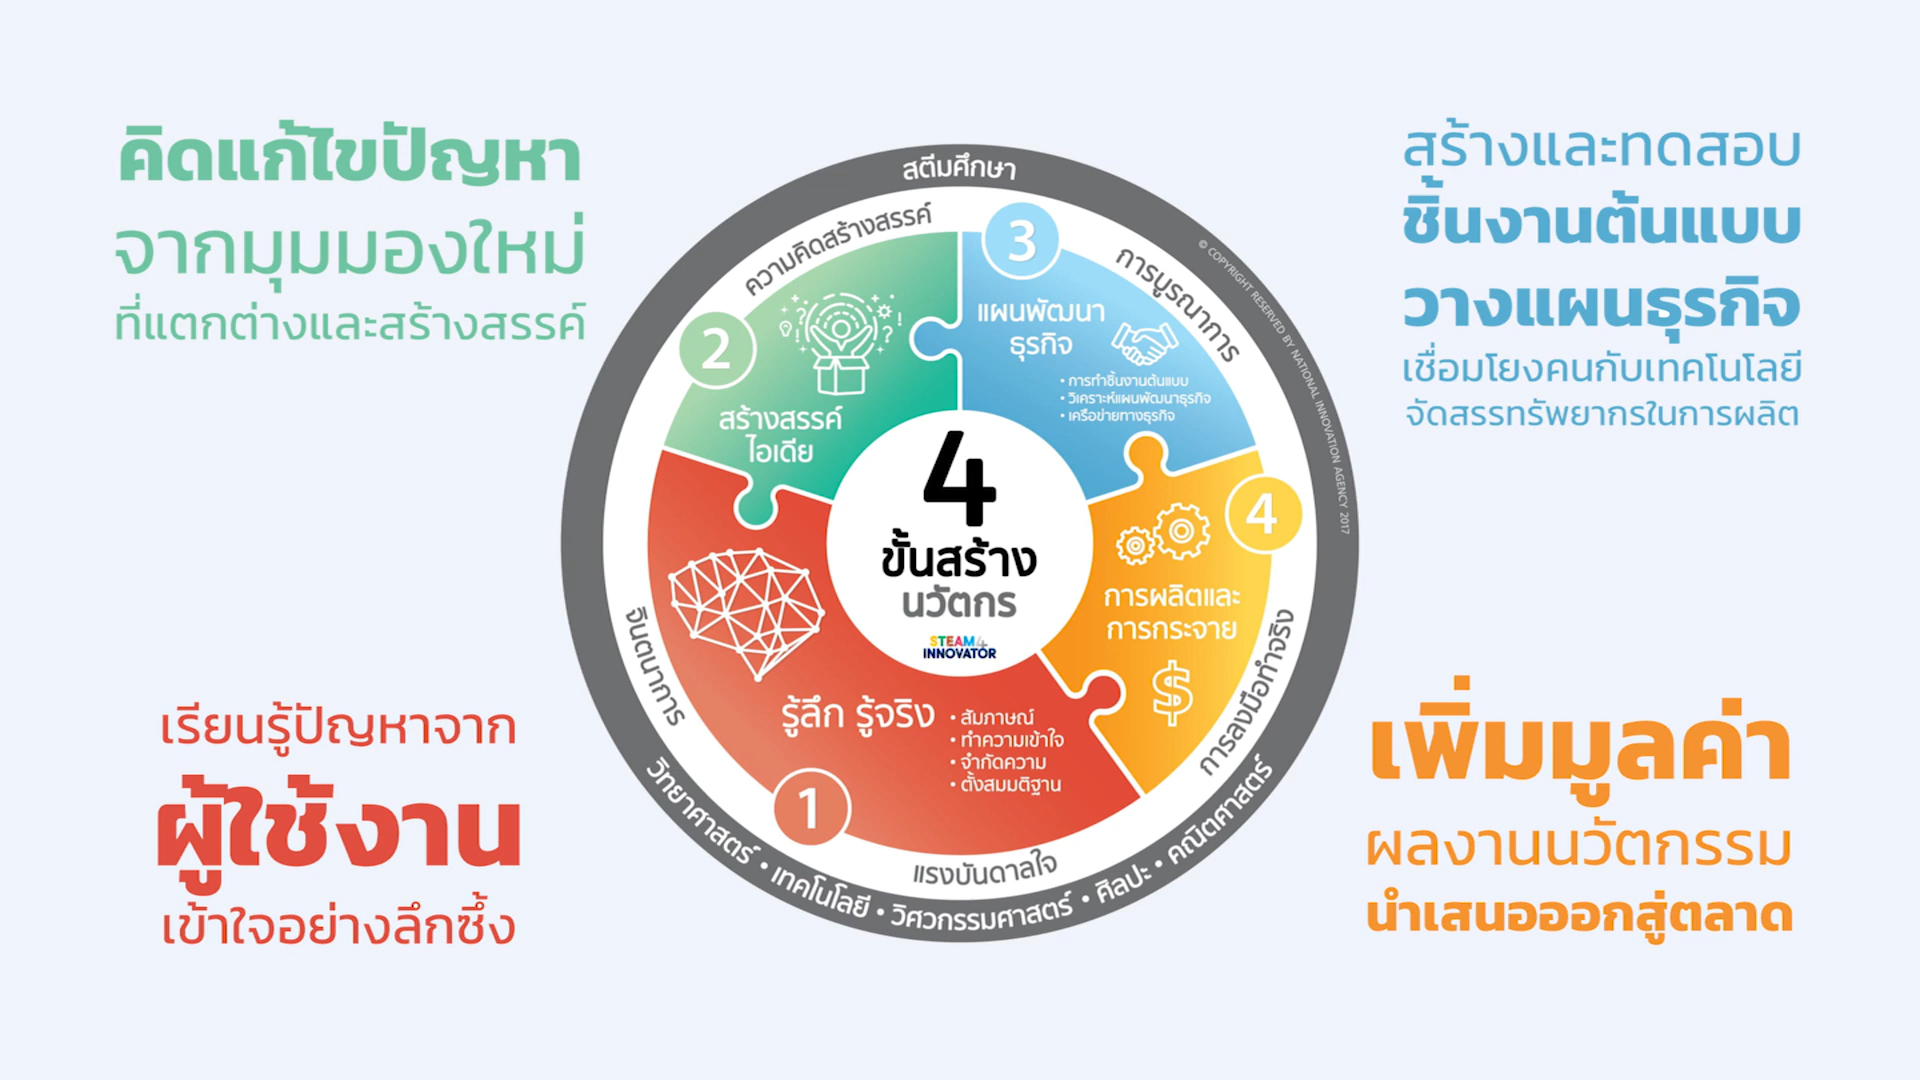 คิดแก้ไขปัญหา
จากมุมมองใหม่
ที่แตกต่างและสร้างสรรค์
สร้างและทดสอบ
ชิ้นงานต้นแบบ
วางแผนธุรกิจ
เชื่อมโยงคนกับเทคโนโลยี
จัดสรรทรัพยากรในการผลิต
สตีมศึกษา
ความคิดสร้างสรรค์
การบูรณาการ
© COPYRIGHT RESERVED BY NATIONAL INNOVATION AGENCY 2017
2
สร้างสรรค์
ไอเดีย
3
แผนพัฒนา
ธุรกิจ
• การทำชิ้นงานต้นแบบ
• วิเคราะห์แผนพัฒนาธุรกิจ
• เครือข่ายทางธุรกิจ
4
ขั้นสร้าง
นวัตกร
STEAM4
INNOVATOR
4
การผลิตและ
การกระจาย
$
การลงมือทำจริง
จินตนาการ
รู้ลึก รู้จริง
• สัมภาษณ์
• ทำความเข้าใจ
• จำกัดความ
• ตั้งสมมติฐาน
1
แรงบันดาลใจ
วิทยาศาสตร์ • เทคโนโลยี • วิศวกรรมศาสตร์ • ศิลปะ • คณิตศาสตร์
เรียนรู้ปัญหาจาก
ผู้ใช้งาน
เข้าใจอย่างลึกซึ้ง
เพิ่มมูลค่า
ผลงานนวัตกรรม
นำเสนอออกสู่ตลาด